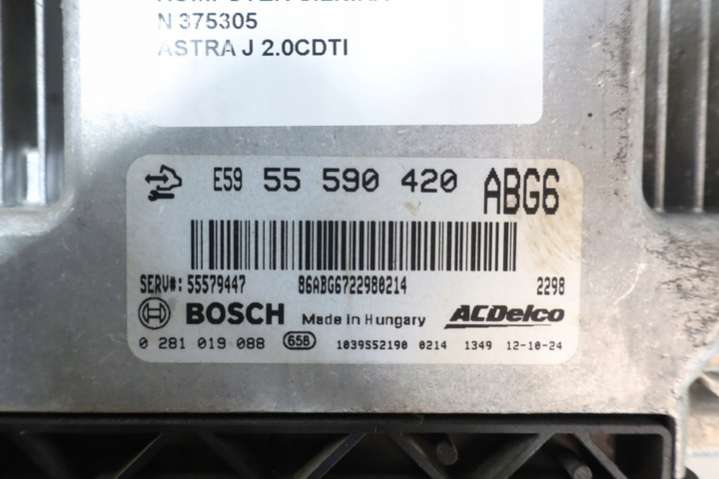 N 375305
ASTRA J 2.0CDTI
E59 55 590 420 ABG6
SERV#: 55579447 86ABG6722980214 2298
BOSCH Made in Hungary ACDelco
0 281 019 088 658 1039S52190 0214 1349 12-10-24